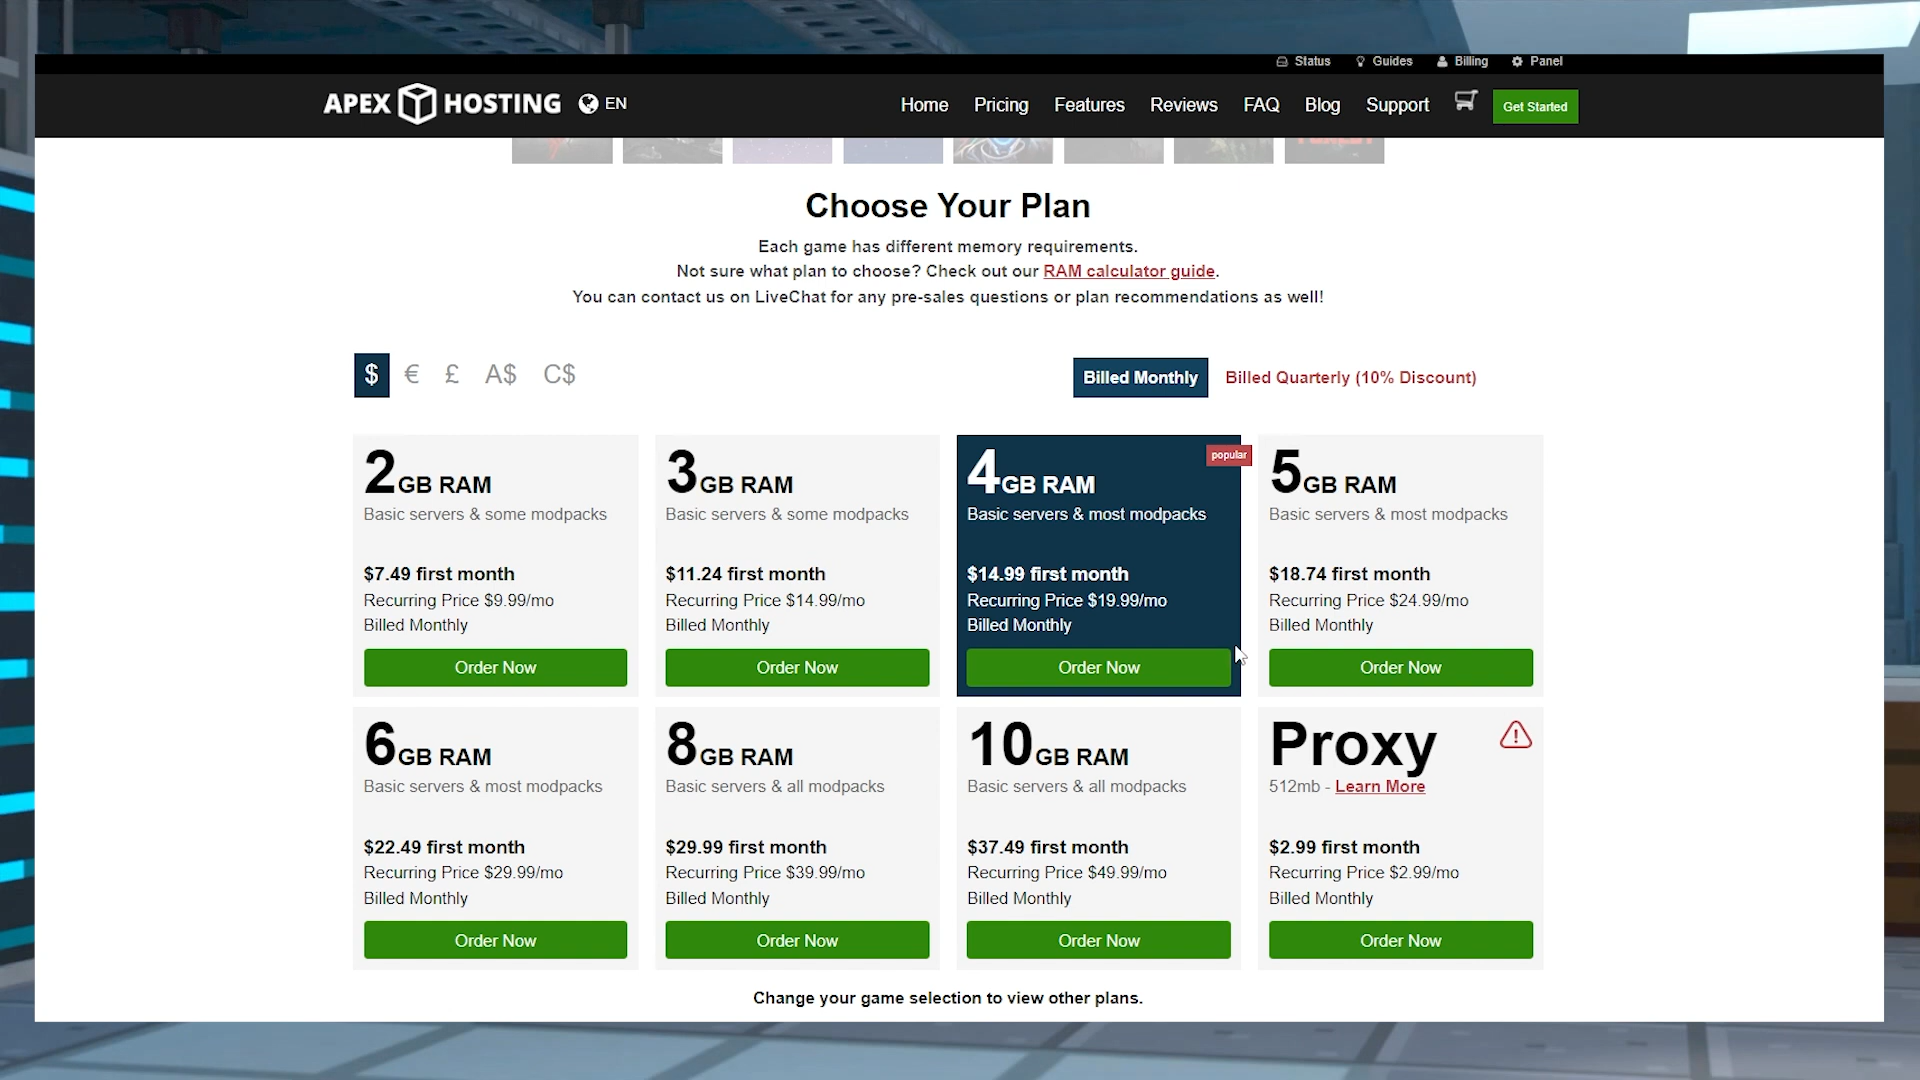 Status Guides Billing Panel
APEX HOSTING EN Home Pricing Features Reviews FAQ Blog Support Get Started
Choose Your Plan
Each game has different memory requirements.
Not sure what plan to choose? Check out our RAM calculator guide.
You can contact us on LiveChat for any pre-sales questions or plan recommendations as well!
$ € £ A$ C$ Billed Monthly Billed Quarterly (10% Discount)
2GB RAM
Basic servers & some modpacks
$7.49 first month
Recurring Price $9.99/mo
Billed Monthly
Order Now
3GB RAM
Basic servers & some modpacks
$11.24 first month
Recurring Price $14.99/mo
Billed Monthly
Order Now
popular
4GB RAM
Basic servers & most modpacks
$14.99 first month
Recurring Price $19.99/mo
Billed Monthly
Order Now
5GB RAM
Basic servers & most modpacks
$18.74 first month
Recurring Price $24.99/mo
Billed Monthly
Order Now
6GB RAM
Basic servers & most modpacks
$22.49 first month
Recurring Price $29.99/mo
Billed Monthly
Order Now
8GB RAM
Basic servers & all modpacks
$29.99 first month
Recurring Price $39.99/mo
Billed Monthly
Order Now
10GB RAM
Basic servers & all modpacks
$37.49 first month
Recurring Price $49.99/mo
Billed Monthly
Order Now
Proxy
512mb - Learn More
$2.99 first month
Recurring Price $2.99/mo
Billed Monthly
Order Now
Change your game selection to view other plans.